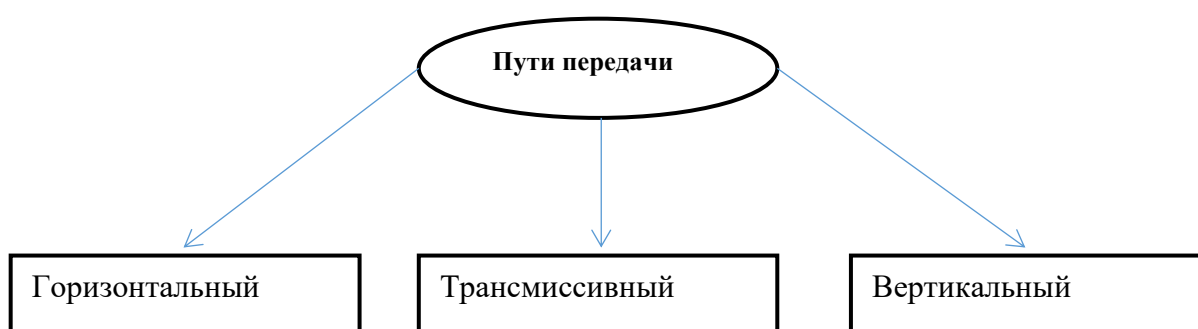 Пути передачи
Горизонтальный
Трансмиссивный
Вертикальный